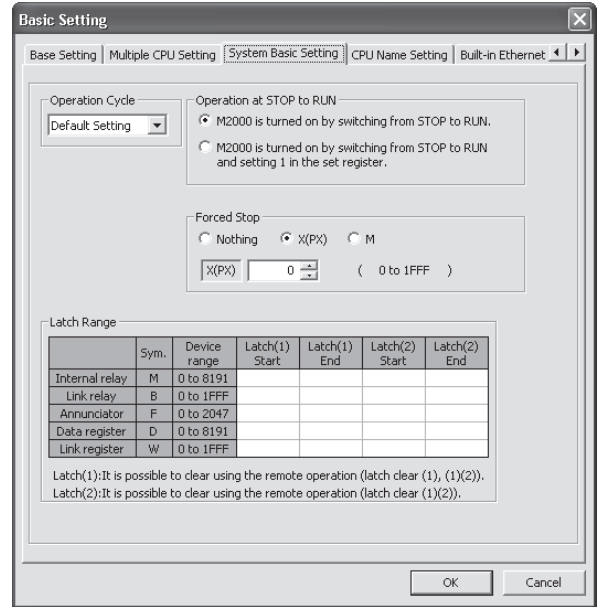 Basic Setting
Base Setting Multiple CPU Setting System Basic Setting CPU Name Setting Built-in Ethernet
Operation Cycle
Default Setting
Operation at STOP to RUN
M2000 is turned on by switching from STOP to RUN.
M2000 is turned on by switching from STOP to RUN
and setting 1 in the set register.
Forced Stop
Nothing X(PX) M
X(PX) 0 ( 0 to 1FFF )
Latch Range
Sym. Device range Latch(1) Start Latch(1) End Latch(2) Start Latch(2) End
Internal relay M 0 to 8191
Link relay B 0 to 1FFF
Annunciator F 0 to 2047
Data register D 0 to 8191
Link register W 0 to 1FFF
Latch(1):It is possible to clear using the remote operation (latch clear (1), (1)(2)).
Latch(2):It is possible to clear using the remote operation (latch clear (1)(2)).
OK Cancel